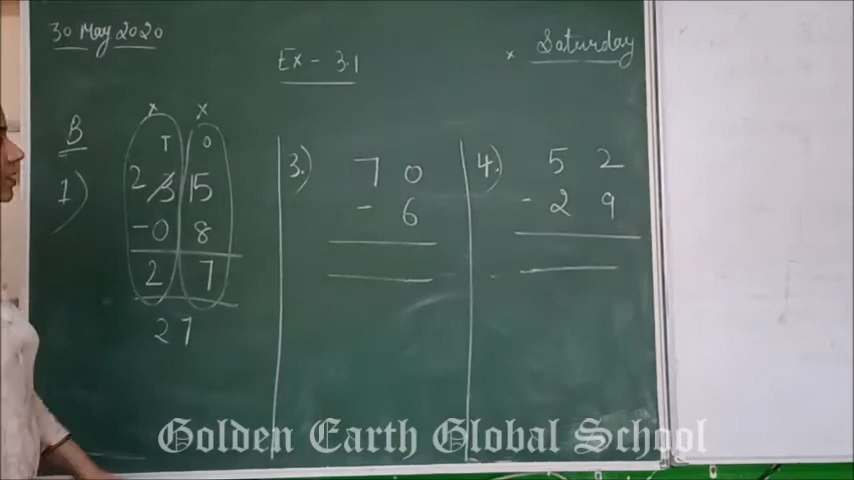 30 May 2020
Ex - 3.1
× Saturday
B
× ×
T O
1) 2 3 15
- 0 8
2 7
27
3.) 7 0
- 6
4.) 5 2
- 2 9
Golden Earth Global School